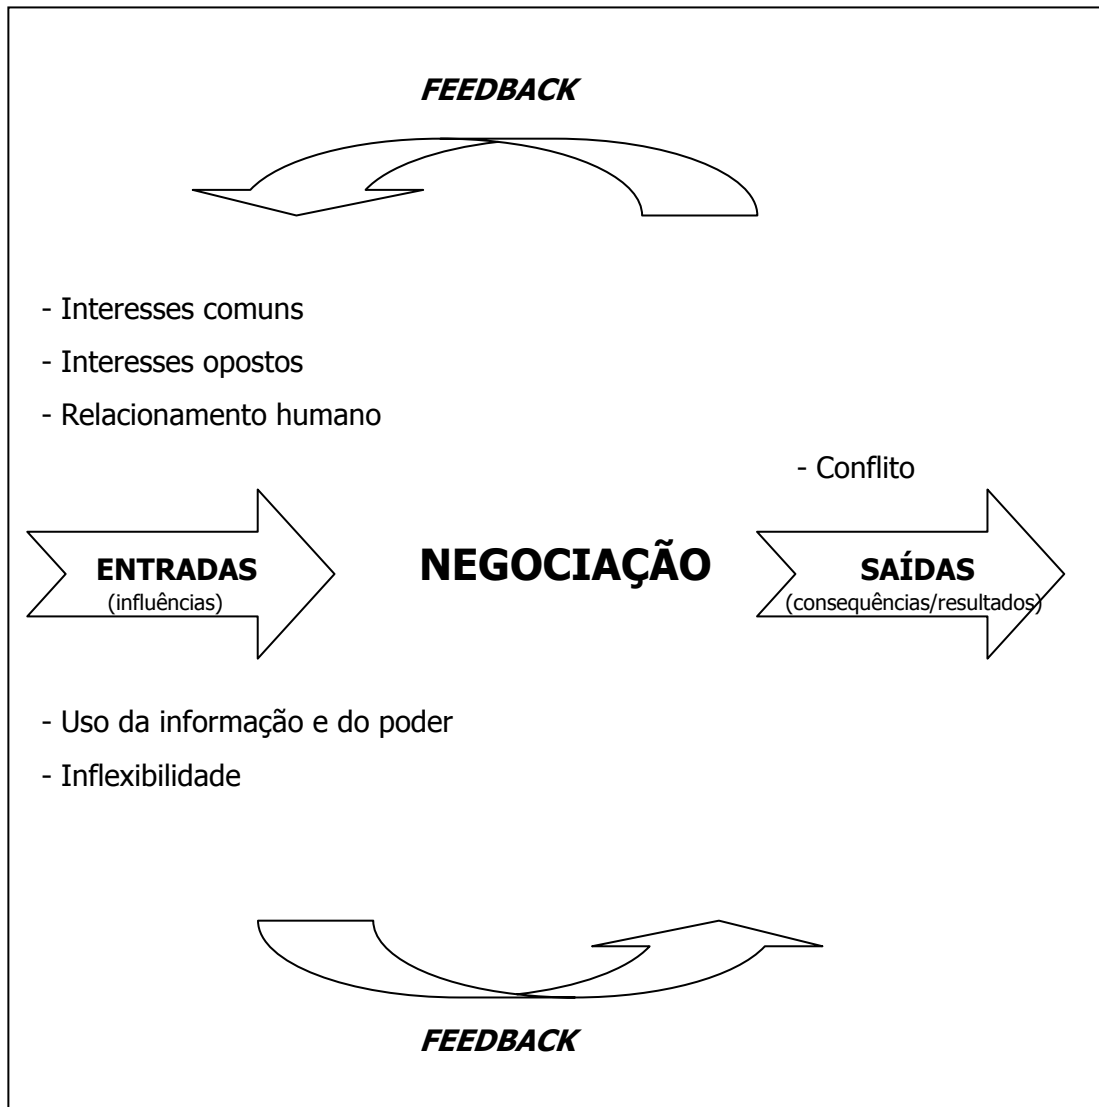 FEEDBACK
- Interesses comuns
- Interesses opostos
- Relacionamento humano
- Conflito
ENTRADAS
(influências)
NEGOCIAÇÃO
SAÍDAS
(consequências/resultados)
- Uso da informação e do poder
- Inflexibilidade
FEEDBACK